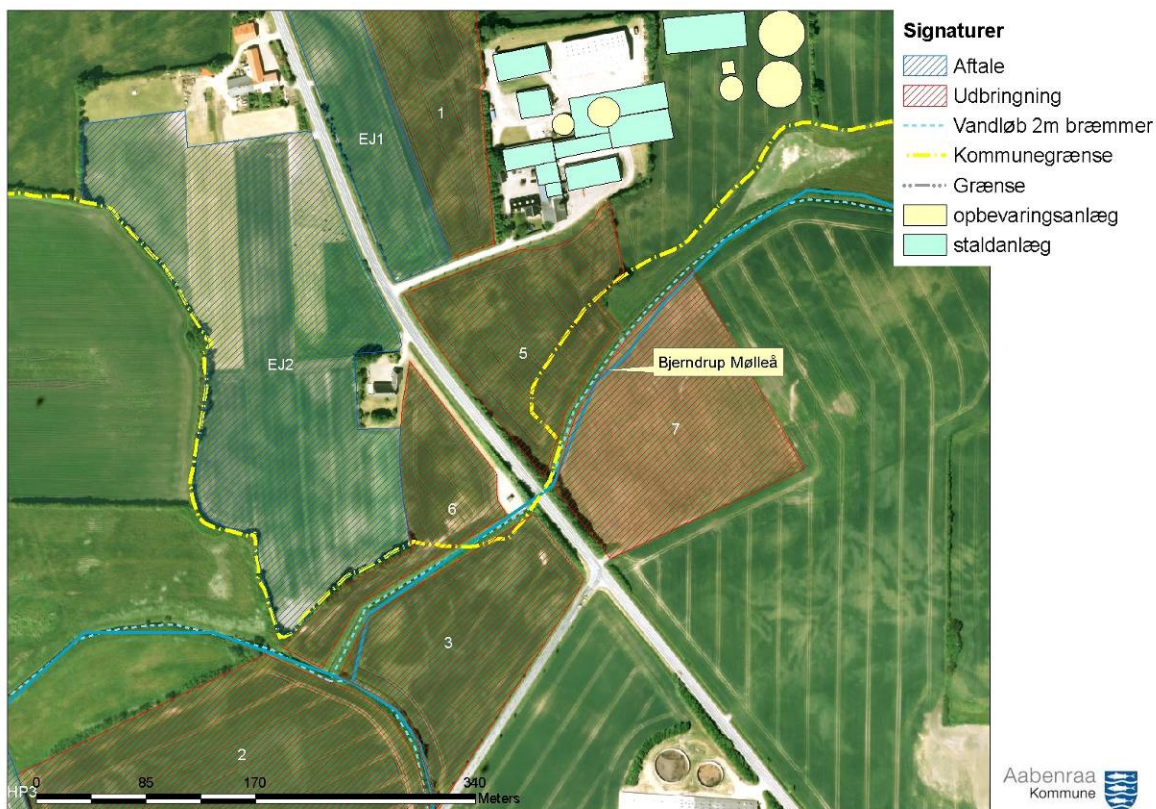 Signaturer
Aftale
Udbringning
Vandløb 2m bræmmer
Kommunegrænse
Grænse
opbevaringsanlæg
staldanlæg
1
EJ1
5
Bjerndrup Mølleå
EJ2
7
6
3
2
HP3
0 85 170 340
Meters
Aabenraa
Kommune